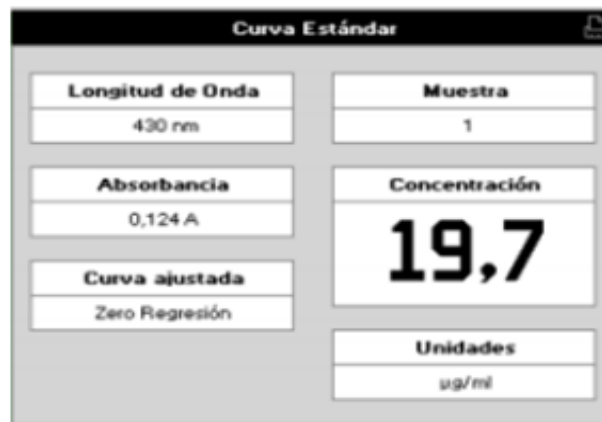 Curva Estándar
Longitud de Onda
430 nm
Absorbancia
0,124 A
Curva ajustada
Zero Regresión
Muestra
1
Concentración
19,7
Unidades
µg/ml